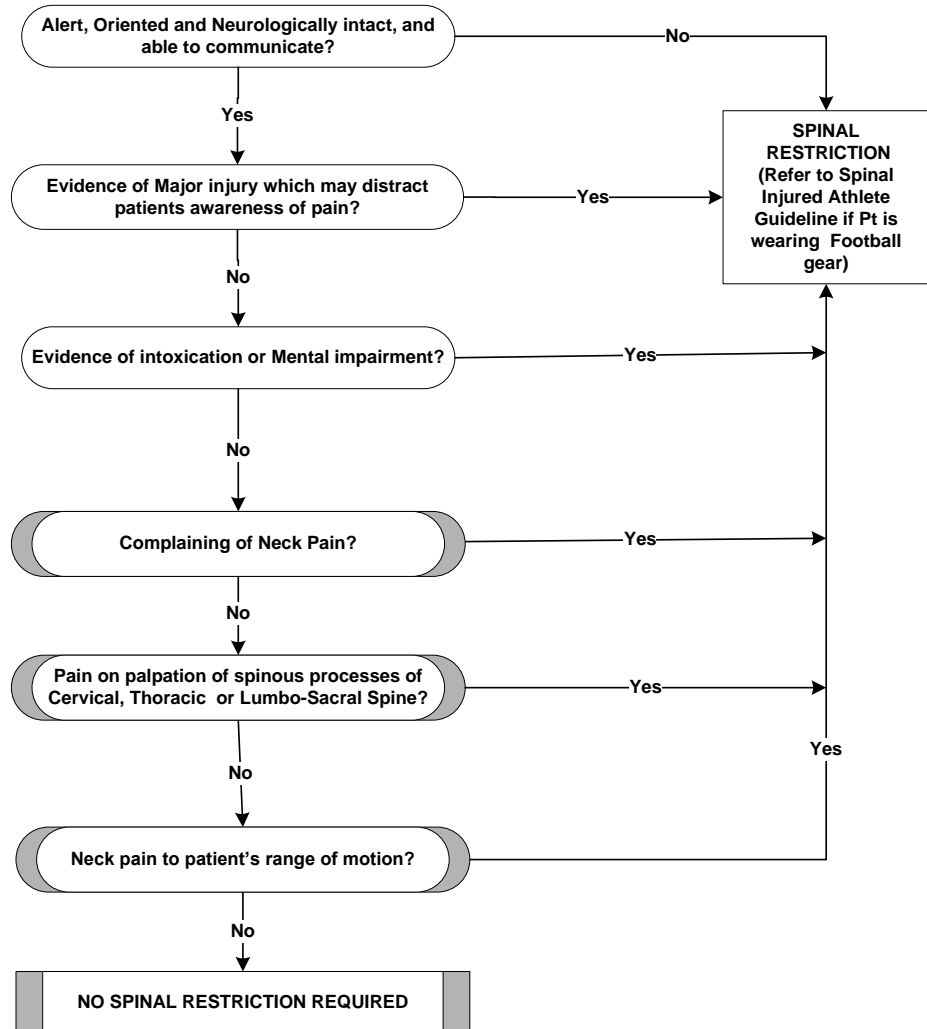 Alert, Oriented and Neurologically intact, and
able to communicate?
No
Yes
SPINAL
RESTRICTION
(Refer to Spinal
Injured Athlete
Guideline if Pt is
wearing Football
gear)
Evidence of Major injury which may distract
patients awareness of pain?
Yes
No
Evidence of intoxication or Mental impairment?
Yes
No
Complaining of Neck Pain?
Yes
No
Pain on palpation of spinous processes of
Cervical, Thoracic or Lumbo-Sacral Spine?
Yes
No
Yes
Neck pain to patient's range of motion?
No
NO SPINAL RESTRICTION REQUIRED